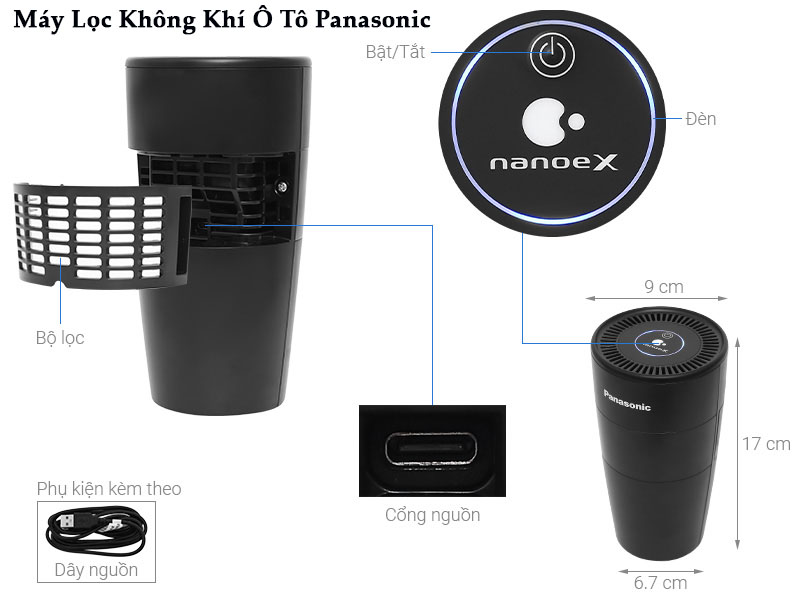 Máy Lọc Không Khí Ô Tô Panasonic
Bật/Tắt
Đèn
nanoeX
Bộ lọc
9 cm
nanoeX
Panasonic
17 cm
Cổng nguồn
Phụ kiện kèm theo
Dây nguồn
6.7 cm